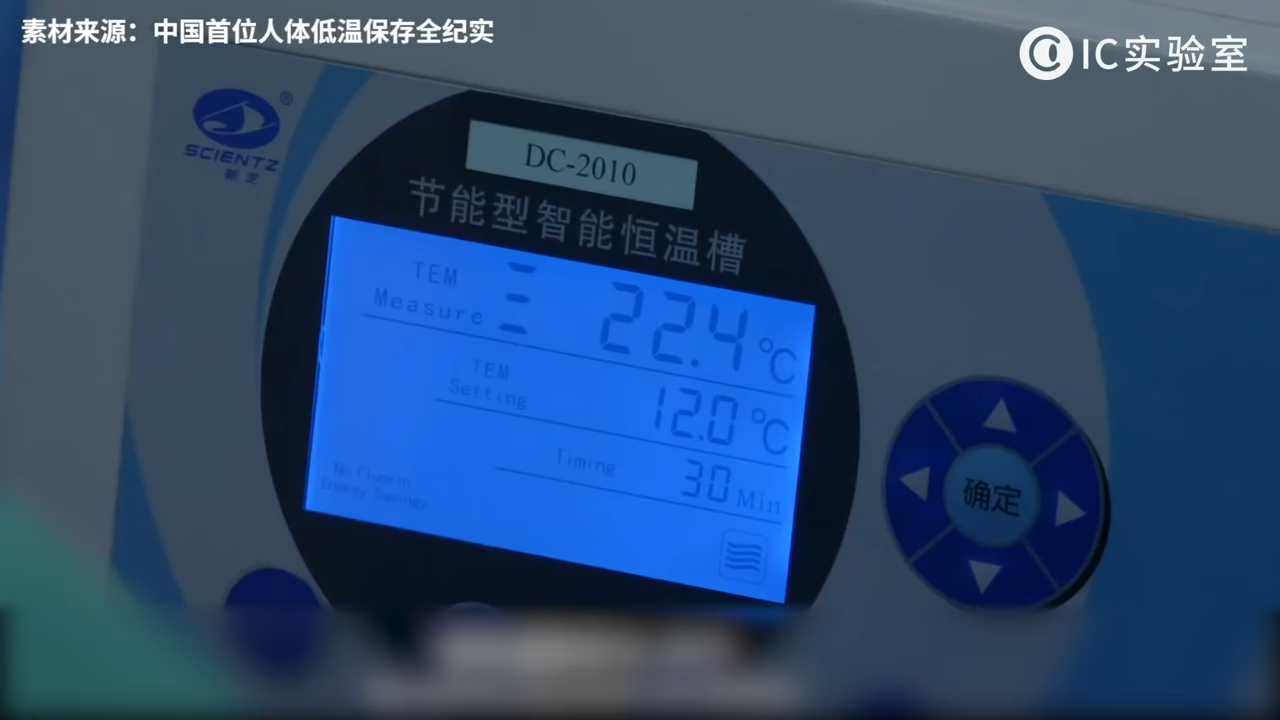 素材来源：中国首位人体低温保存全纪实
IC实验室
SCIENTZ
新芝
DC-2010
节能型智能恒温槽
TEM
Measure
22.4℃
TEM
Setting
12.0℃
Timing
30 Min
确定